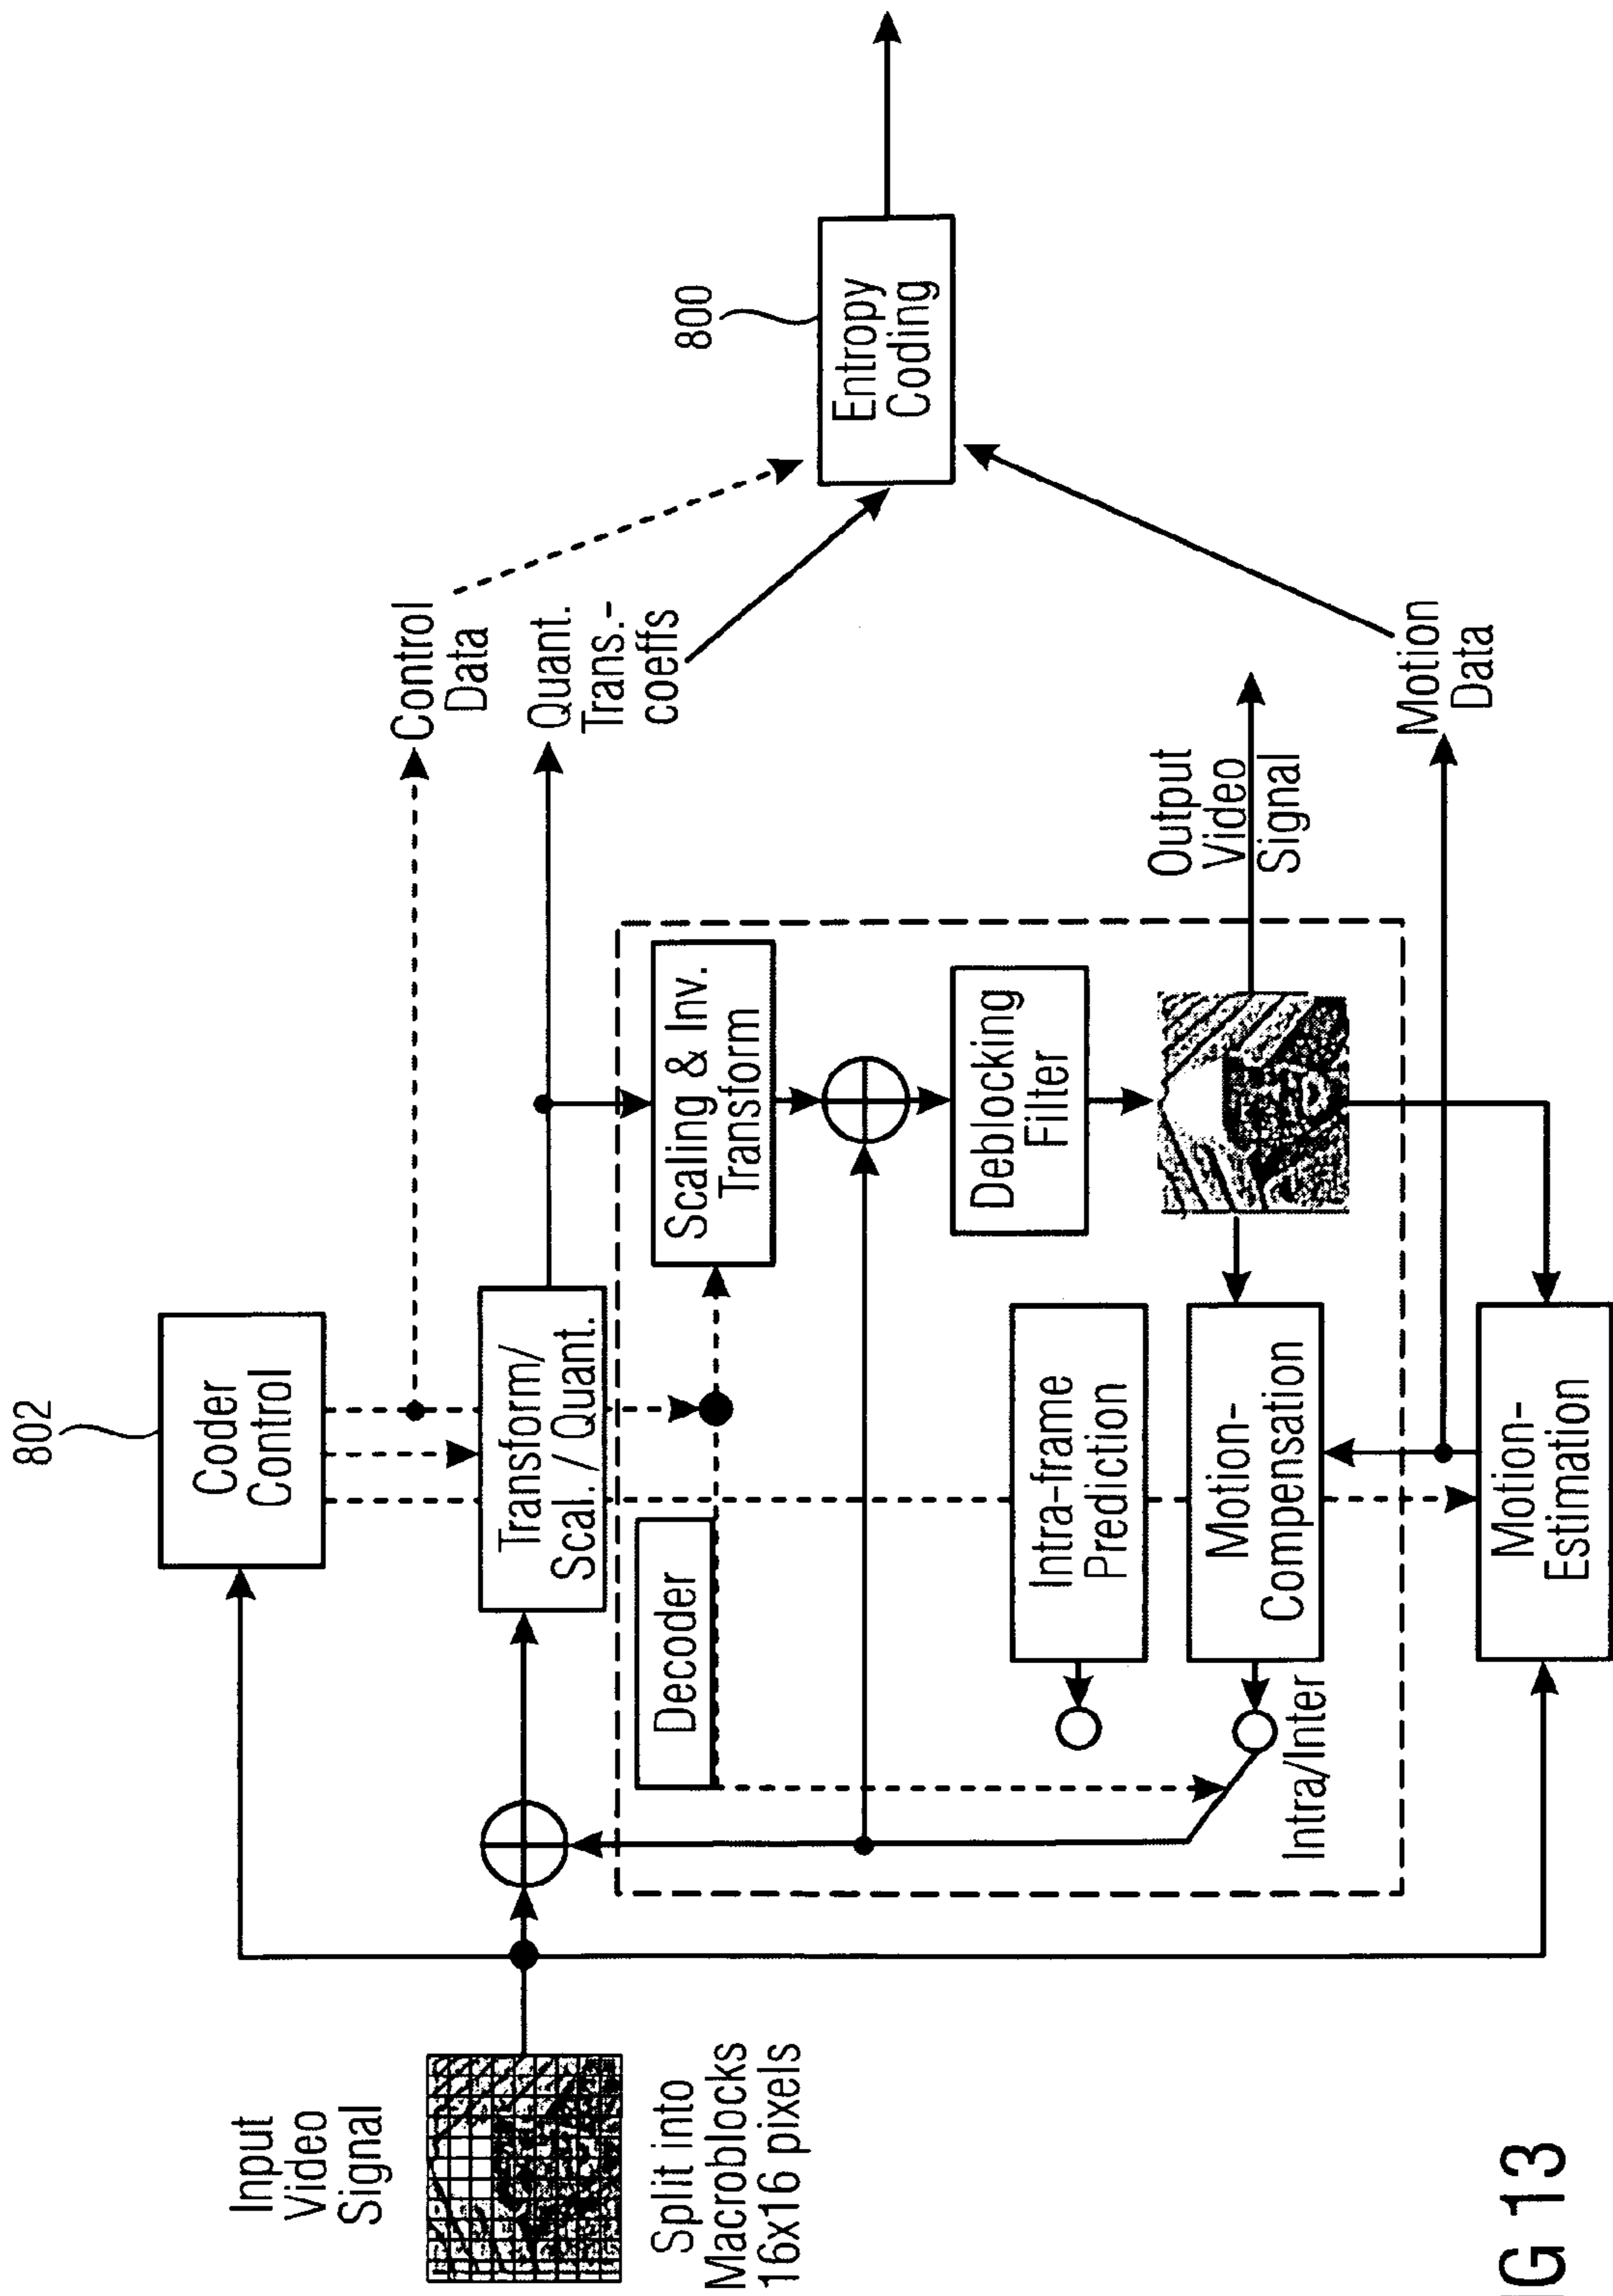 Input
Video
Signal
Split into
Macroblocks
16x16 pixels
802
Coder
Control
Transform/
Scal. / Quant.
Decoder
Scaling & Inv.
Transform
Intra-frame
Prediction
Deblocking
Filter
Motion-
Compensation
Intra/Inter
Motion-
Estimation
Output
Video
Signal
Control
Data
Quant.
Trans.-
coeffs
Motion
Data
800
Entropy
Coding
G 13